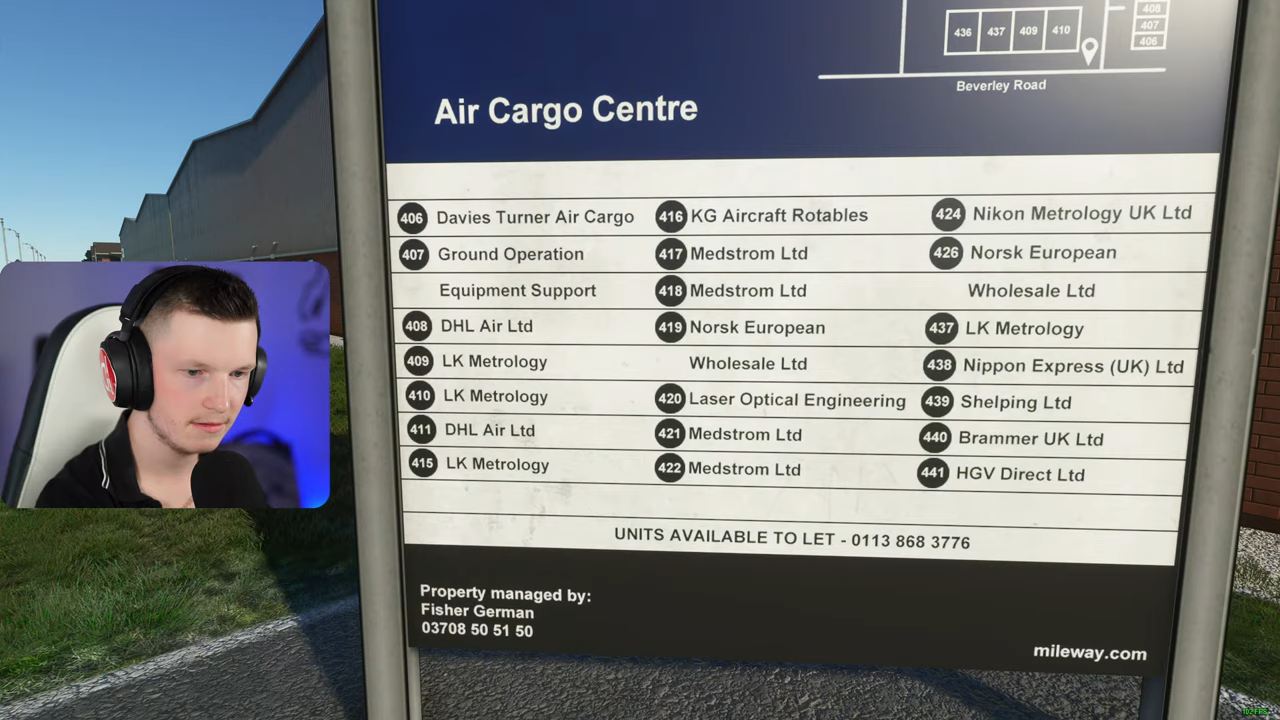 408
407
406
436 437 409 410
Beverley Road
Air Cargo Centre
406 Davies Turner Air Cargo
407 Ground Operation
Equipment Support
408 DHL Air Ltd
409 LK Metrology
410 LK Metrology
411 DHL Air Ltd
415 LK Metrology
416 KG Aircraft Rotables
417 Medstrom Ltd
418 Medstrom Ltd
419 Norsk European
Wholesale Ltd
420 Laser Optical Engineering
421 Medstrom Ltd
422 Medstrom Ltd
424 Nikon Metrology UK Ltd
426 Norsk European
Wholesale Ltd
437 LK Metrology
438 Nippon Express (UK) Ltd
439 Shelping Ltd
440 Brammer UK Ltd
441 HGV Direct Ltd
UNITS AVAILABLE TO LET - 0113 868 3776
Property managed by:
Fisher German
03708 50 51 50
mileway.com